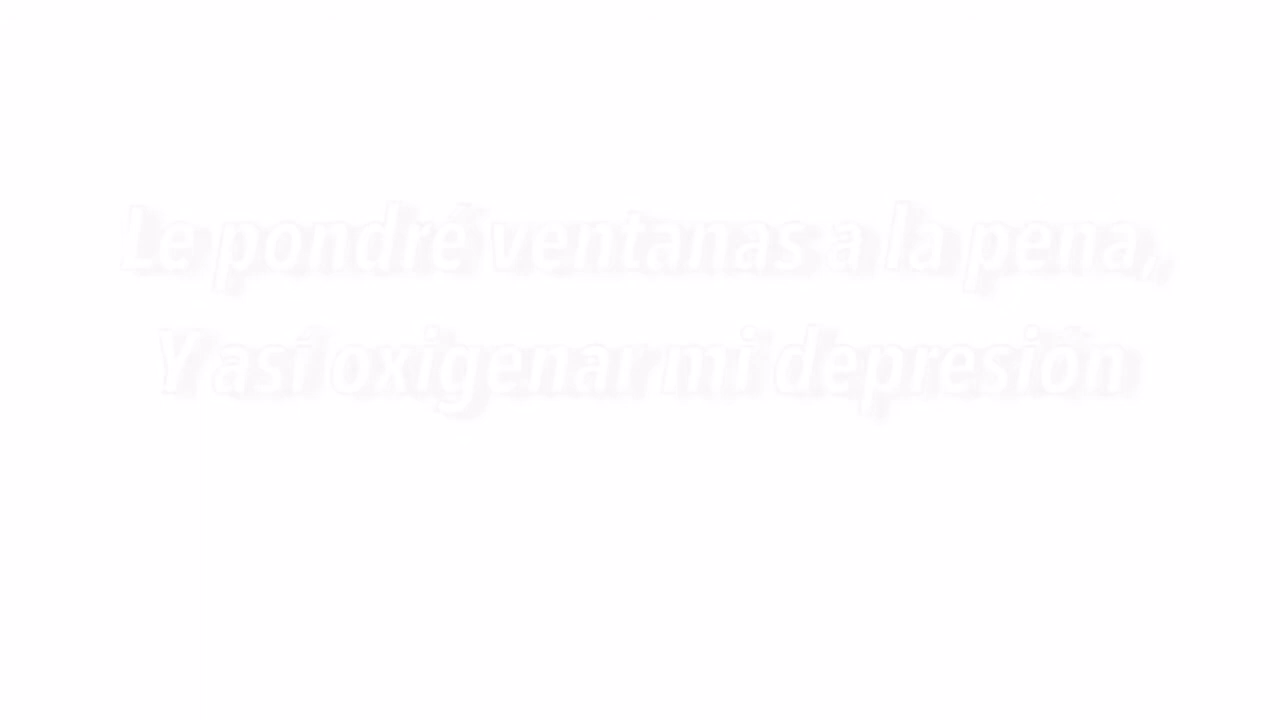 Le pondré ventanas a la pena,
Y así oxigenar mi depresión